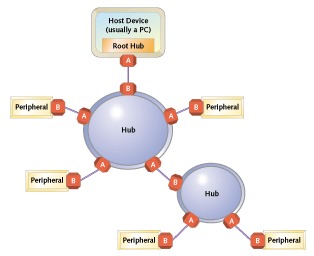 Host Device
(usually a PC)
Root Hub
A
B
Peripheral B
A
A
B Peripheral
Hub
Peripheral B
A
A
B
Hub
A
A
Peripheral B
B Peripheral